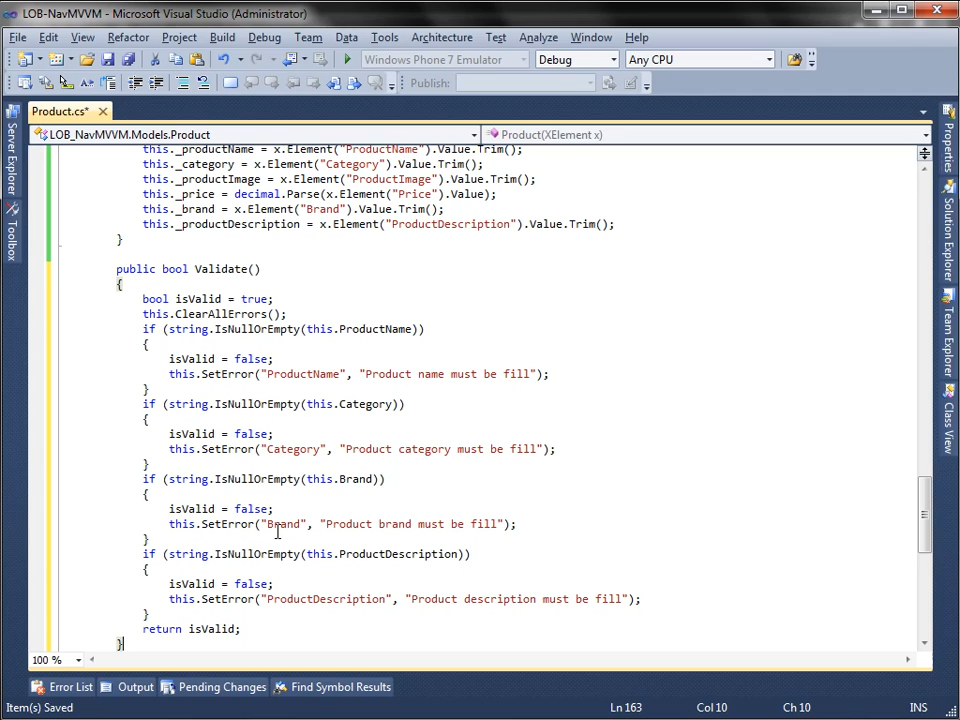 LOB-NavMVVM - Microsoft Visual Studio (Administrator)
File Edit View Refactor Project Build Debug Team Data Tools Architecture Test Analyze Window Help
Windows Phone 7 Emulator Debug Any CPU
Publish:
Product.cs*
LOB_NavMVVM.Models.Product Product(XElement x)
this._productName = x.Element("ProductName").Value.Trim();
this._category = x.Element("Category").Value.Trim();
this._productImage = x.Element("ProductImage").Value.Trim();
this._price = decimal.Parse(x.Element("Price").Value);
this._brand = x.Element("Brand").Value.Trim();
this._productDescription = x.Element("ProductDescription").Value.Trim();
}
public bool Validate()
{
bool isValid = true;
this.ClearAllErrors();
if (string.IsNullOrEmpty(this.ProductName))
{
isValid = false;
this.SetError("ProductName", "Product name must be fill");
}
if (string.IsNullOrEmpty(this.Category))
{
isValid = false;
this.SetError("Category", "Product category must be fill");
}
if (string.IsNullOrEmpty(this.Brand))
{
isValid = false;
this.SetError("Brand", "Product brand must be fill");
}
if (string.IsNullOrEmpty(this.ProductDescription))
{
isValid = false;
this.SetError("ProductDescription", "Product description must be fill");
}
return isValid;
}
Server Explorer
Toolbox
Properties
Solution Explorer
Team Explorer
Class View
100 %
Error List Output Pending Changes Find Symbol Results
Item(s) Saved Ln 163 Col 10 Ch 10 INS